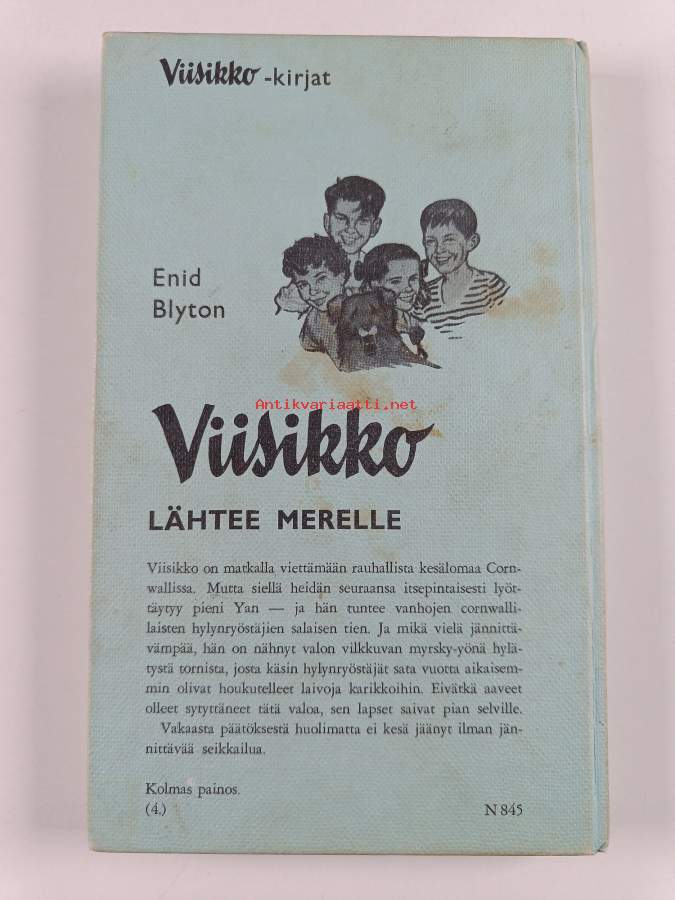 Viisikko -kirjat
Enid
Blyton
Antikvariaatti.net
Viisikko
LÄHTEE MERELLE
Viisikko on matkalla viettämään rauhallista kesälomaa Corn-
wallissa. Mutta siellä heidän seuraansa itsepintaisesti lyöt-
täytyy pieni Yan — ja hän tuntee vanhojen cornwalli-
laisten hylynryöstäjien salaisen tien. Ja mikä vielä jännittä-
vämpää, hän on nähnyt valon vilkkuvan myrsky-yönä hylä-
tystä tornista, josta käsin hylynryöstäjät sata vuotta aikaisem-
min olivat houkutelleet laivoja karikkoihin. Eivätkä aaveet
olleet sytyttäneet tätä valoa, sen lapset saivat pian selville.
Vakaasta päätöksestä huolimatta ei kesä jäänyt ilman jän-
nittävää seikkailua.
Kolmas painos.
(4.) N 845